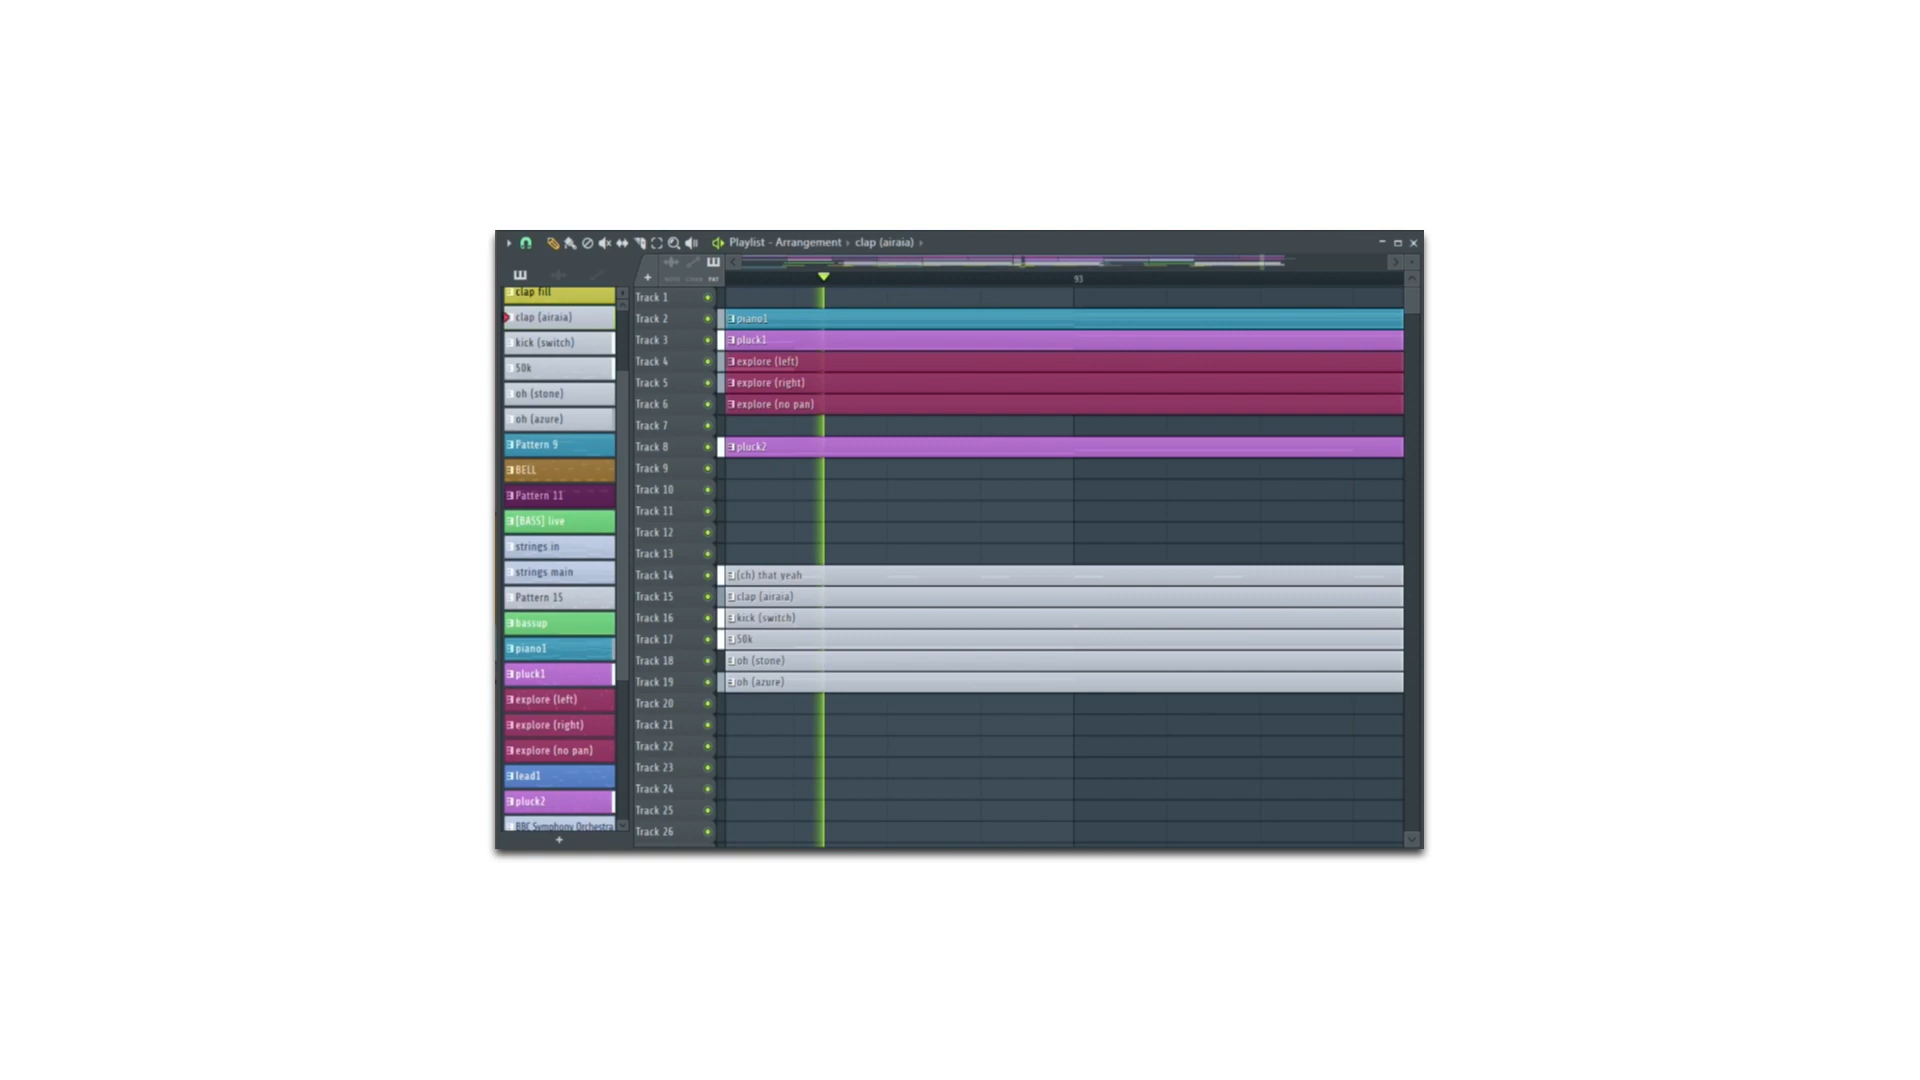 Playlist - Arrangement › clap (airaia) ›
93
clap fill
clap (airaia)
kick (switch)
50k
oh (stone)
oh (azure)
Pattern 9
BELL
Pattern 11
[BASS] live
strings in
strings main
Pattern 15
bassup
piano1
pluck1
explore (left)
explore (right)
explore (no pan)
lead1
pluck2
BBC Symphony Orchestra
Track 1
Track 2 piano1
Track 3 pluck1
Track 4 explore (left)
Track 5 explore (right)
Track 6 explore (no pan)
Track 7
Track 8 pluck2
Track 9
Track 10
Track 11
Track 12
Track 13
Track 14 (ch) that yeah
Track 15 clap (airaia)
Track 16 kick (switch)
Track 17 50k
Track 18 oh (stone)
Track 19 oh (azure)
Track 20
Track 21
Track 22
Track 23
Track 24
Track 25
Track 26